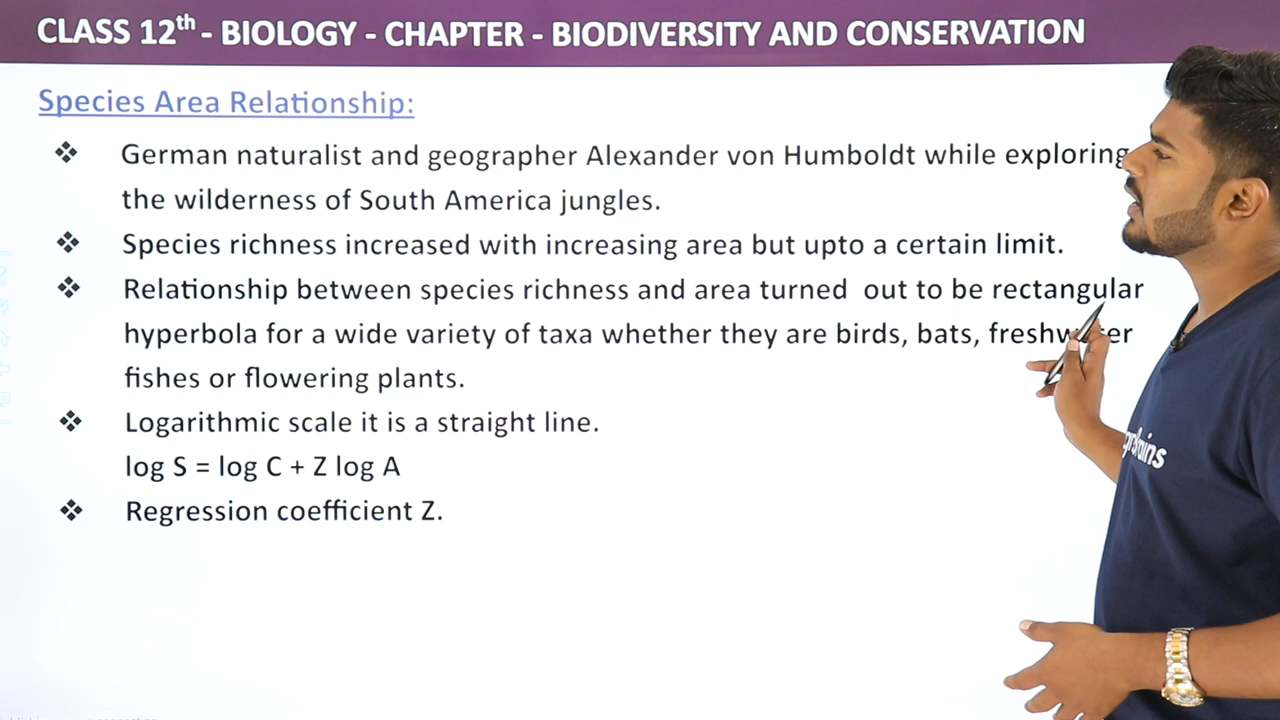 CLASS 12th - BIOLOGY - CHAPTER - BIODIVERSITY AND CONSERVATION
Species Area Relationship:
❖ German naturalist and geographer Alexander von Humboldt while exploring
the wilderness of South America jungles.
❖ Species richness increased with increasing area but upto a certain limit.
❖ Relationship between species richness and area turned out to be rectangular
hyperbola for a wide variety of taxa whether they are birds, bats, freshwater
fishes or flowering plants.
❖ Logarithmic scale it is a straight line.
log S = log C + Z log A
❖ Regression coefficient Z.